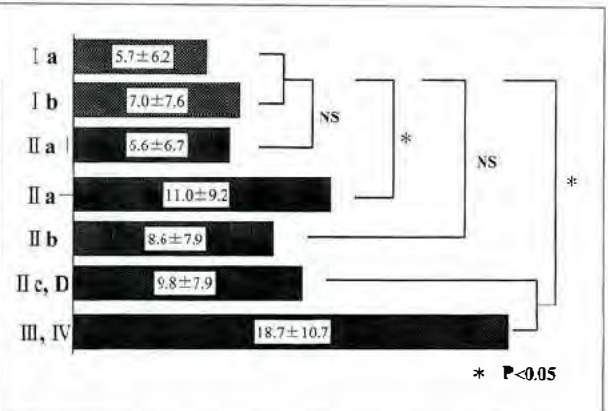 Ⅰ a 5.7±6.2
Ⅰ b 7.0±7.6
NS
Ⅱ a | 6.6±6.7
*
NS
*
Ⅱ a— 11.0±9.2
Ⅱ b 8.6±7.9
Ⅱ c, D 9.8±7.9
Ⅲ, Ⅳ 18.7±10.7
* P<0.05